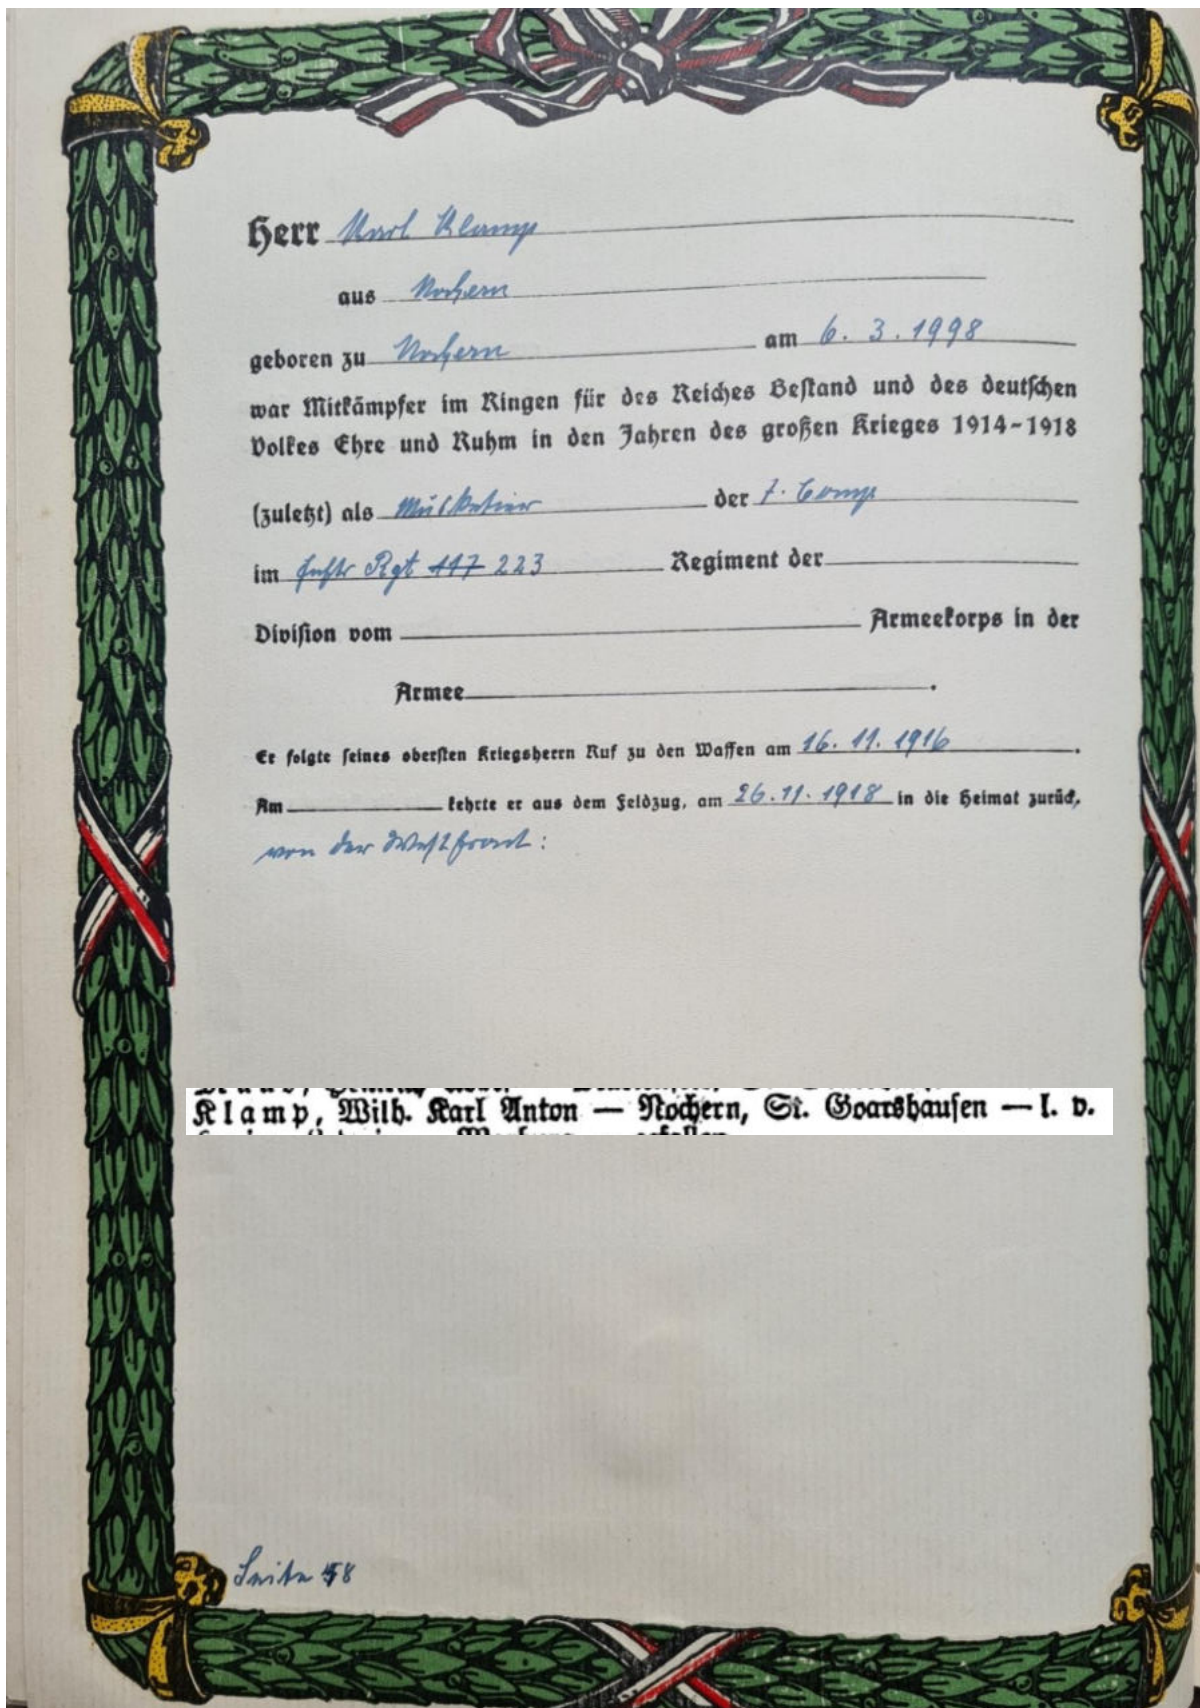 Herr Karl Klamp
aus Nochern
geboren zu Nochern am 6. 3. 1998
war Mitkämpfer im Ringen für des Reiches Bestand und des deutschen
Volkes Ehre und Ruhm in den Jahren des großen Krieges 1914-1918
(zuletzt) als Musketier der 7. Comp
im Inftr Rgt 117 223 Regiment der
Division vom Armeekorps in der
Armee.
Er folgte seines obersten Kriegsherrn Ruf zu den Waffen am 16. 11. 1916.
Am kehrte er aus dem Feldzug, am 26. 11. 1918 in die Heimat zurück,
von der Westfront:
Klamp, Wilh. Karl Anton — Nochern, St. Goarshausen — l. v.
Seite 58